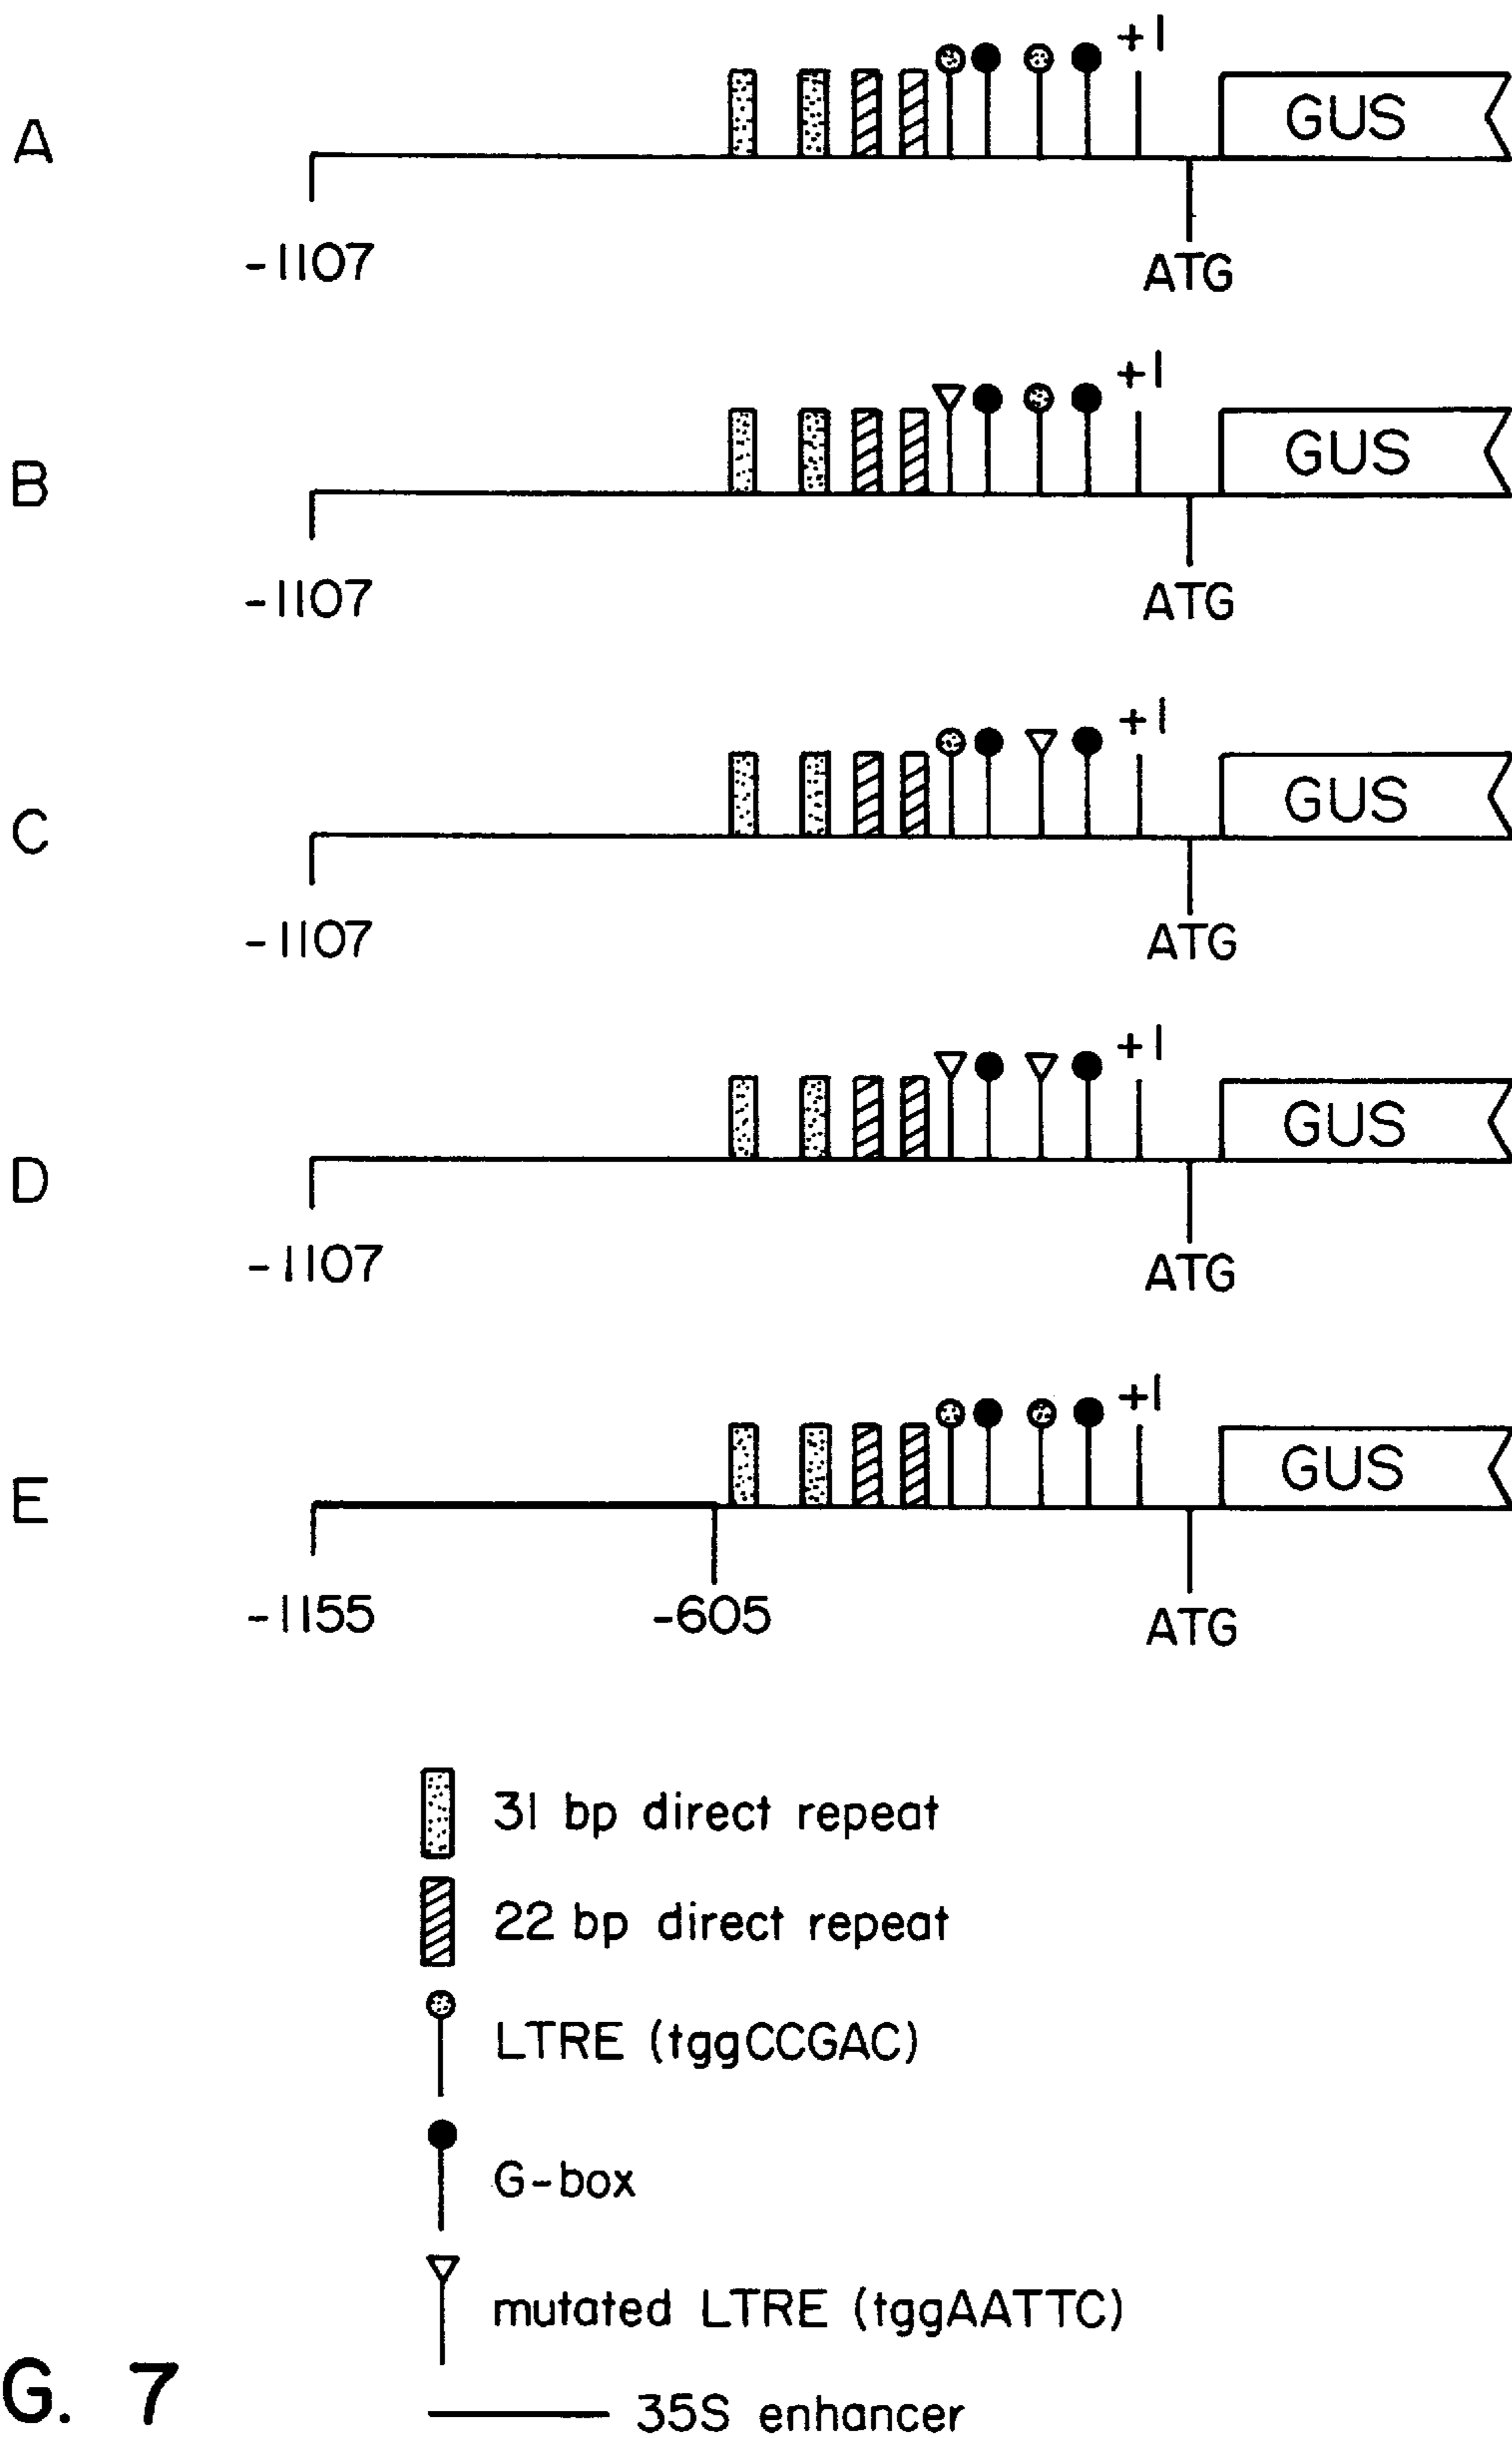 +1
A GUS
-1107 ATG
+1
B GUS
-1107 ATG
+1
C GUS
-1107 ATG
+1
D GUS
-1107 ATG
+1
E GUS
-1155 -605 ATG
31 bp direct repeat
22 bp direct repeat
LTRE (tggCCGAC)
G-box
mutated LTRE (tggAATTC)
G. 7
35S enhancer